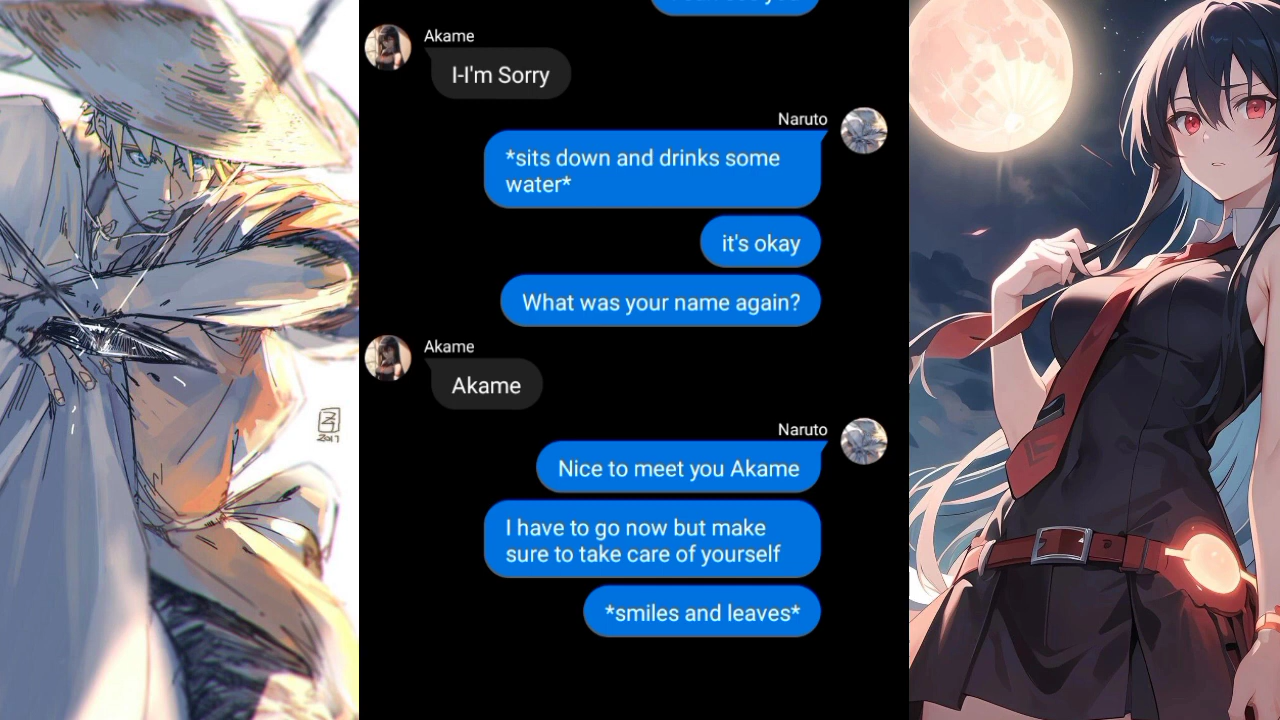 Akame
I-I'm Sorry
Naruto
*sits down and drinks some
water*
it's okay
What was your name again?
Akame
Akame
Naruto
Nice to meet you Akame
I have to go now but make
sure to take care of yourself
*smiles and leaves*
2017